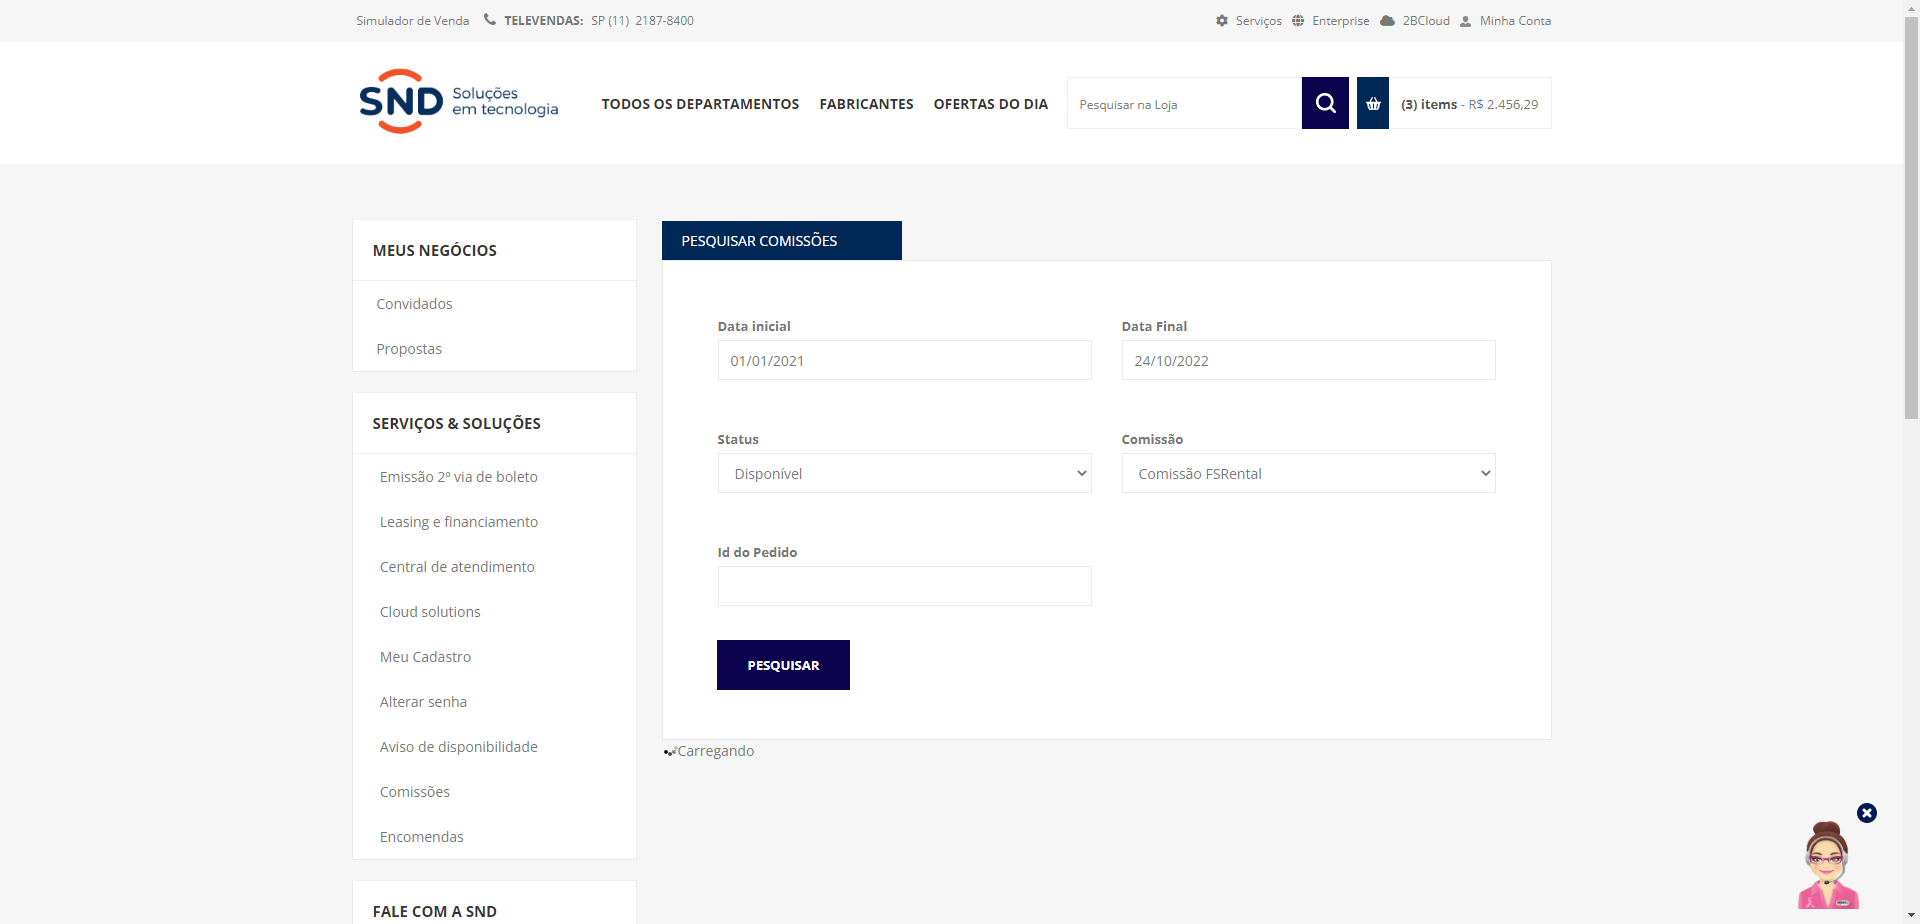 Simulador de Venda TELEVENDAS: SP (11) 2187-8400
Serviços Enterprise 2BCloud Minha Conta
SND Soluções em tecnologia
TODOS OS DEPARTAMENTOS FABRICANTES OFERTAS DO DIA
Pesquisar na Loja
(3) items - R$ 2.456,29
MEUS NEGÓCIOS
Convidados
Propostas
SERVIÇOS & SOLUÇÕES
Emissão 2º via de boleto
Leasing e financiamento
Central de atendimento
Cloud solutions
Meu Cadastro
Alterar senha
Aviso de disponibilidade
Comissões
Encomendas
FALE COM A SND
PESQUISAR COMISSÕES
Data inicial
01/01/2021
Data Final
24/10/2022
Status
Disponível
Comissão
Comissão FSRental
Id do Pedido
PESQUISAR
Carregando